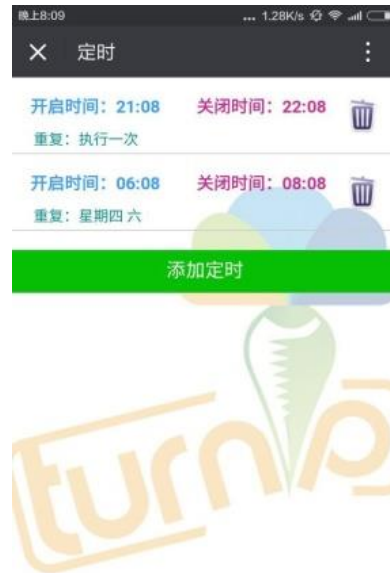 晚上8:09 ... 1.28K/s
定时
开启时间：21:08 关闭时间：22:08
重复：执行一次
开启时间：06:08 关闭时间：08:08
重复：星期四 六
添加定时
turnip